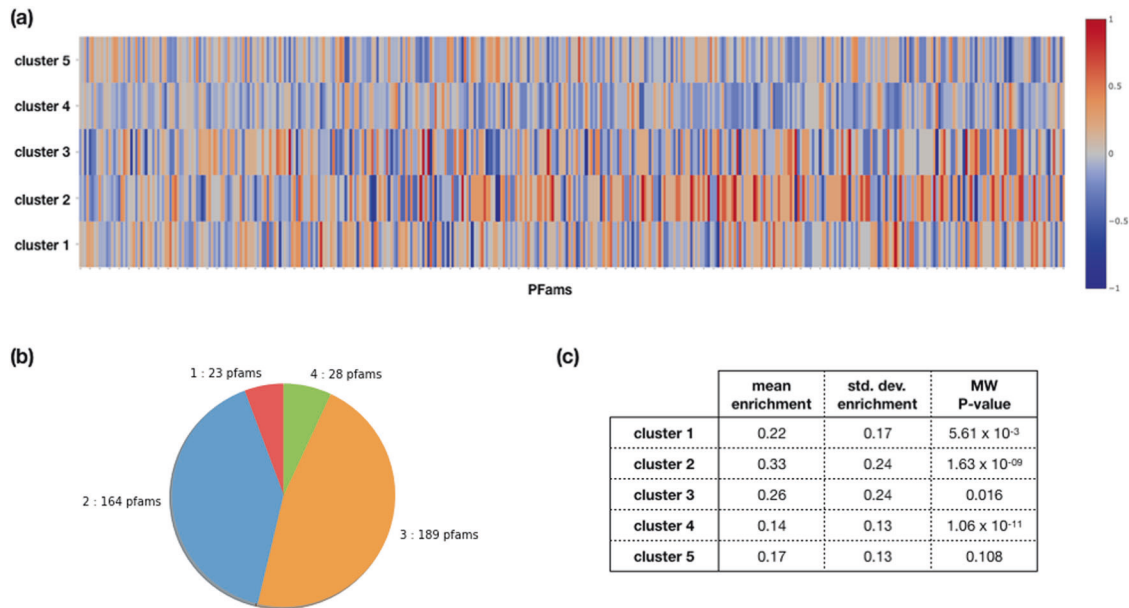 (a)
cluster 5
cluster 4
cluster 3
cluster 2
cluster 1
PFams
1
0.5
0
−0.5
−1
(b)
1 : 23 pfams
4 : 28 pfams
2 : 164 pfams
3 : 189 pfams
(c)
mean enrichment std. dev. enrichment MW P-value
cluster 1 0.22 0.17 5.61 x 10-3
cluster 2 0.33 0.24 1.63 x 10-09
cluster 3 0.26 0.24 0.016
cluster 4 0.14 0.13 1.06 x 10-11
cluster 5 0.17 0.13 0.108